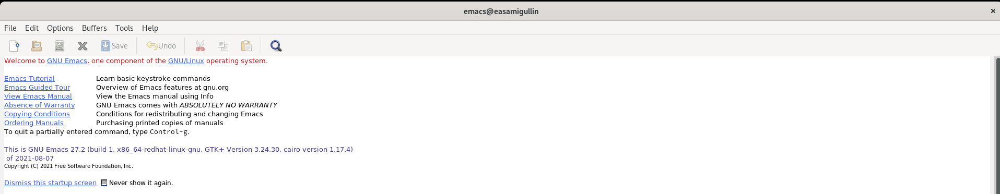 emacs@easamigullin
File Edit Options Buffers Tools Help
Save Undo
Welcome to GNU Emacs, one component of the GNU/Linux operating system.
Emacs Tutorial Learn basic keystroke commands
Emacs Guided Tour Overview of Emacs features at gnu.org
View Emacs Manual View the Emacs manual using Info
Absence of Warranty GNU Emacs comes with ABSOLUTELY NO WARRANTY
Copying Conditions Conditions for redistributing and changing Emacs
Ordering Manuals Purchasing printed copies of manuals
To quit a partially entered command, type Control-g.
This is GNU Emacs 27.2 (build 1, x86_64-redhat-linux-gnu, GTK+ Version 3.24.30, cairo version 1.17.4)
of 2021-08-07
Copyright (C) 2021 Free Software Foundation, Inc.
Dismiss this startup screen Never show it again.